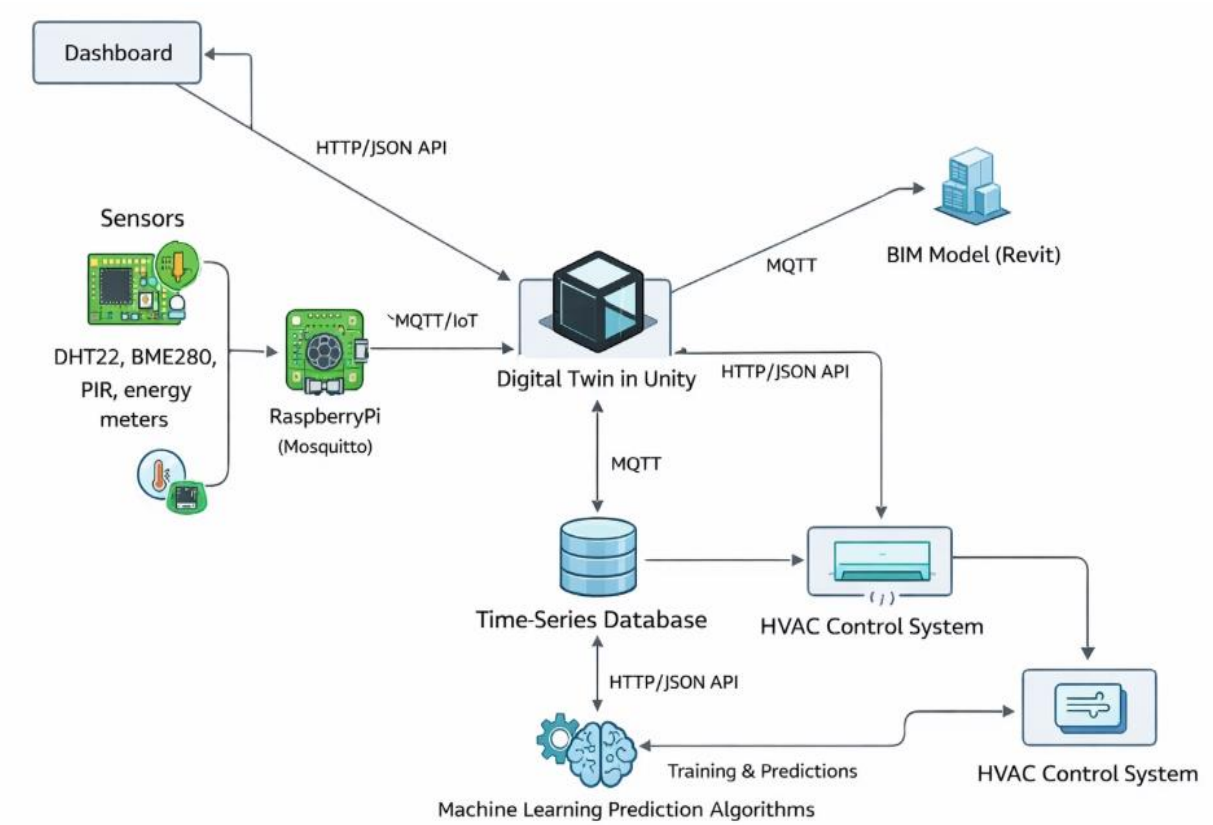 Dashboard
HTTP/JSON API
Sensors
DHT22, BME280,
PIR, energy
meters
RaspberryPi
(Mosquitto)
`MQTT/IoT
Digital Twin in Unity
MQTT
BIM Model (Revit)
HTTP/JSON API
MQTT
Time-Series Database
HVAC Control System
HTTP/JSON API
Training & Predictions
Machine Learning Prediction Algorithms
HVAC Control System